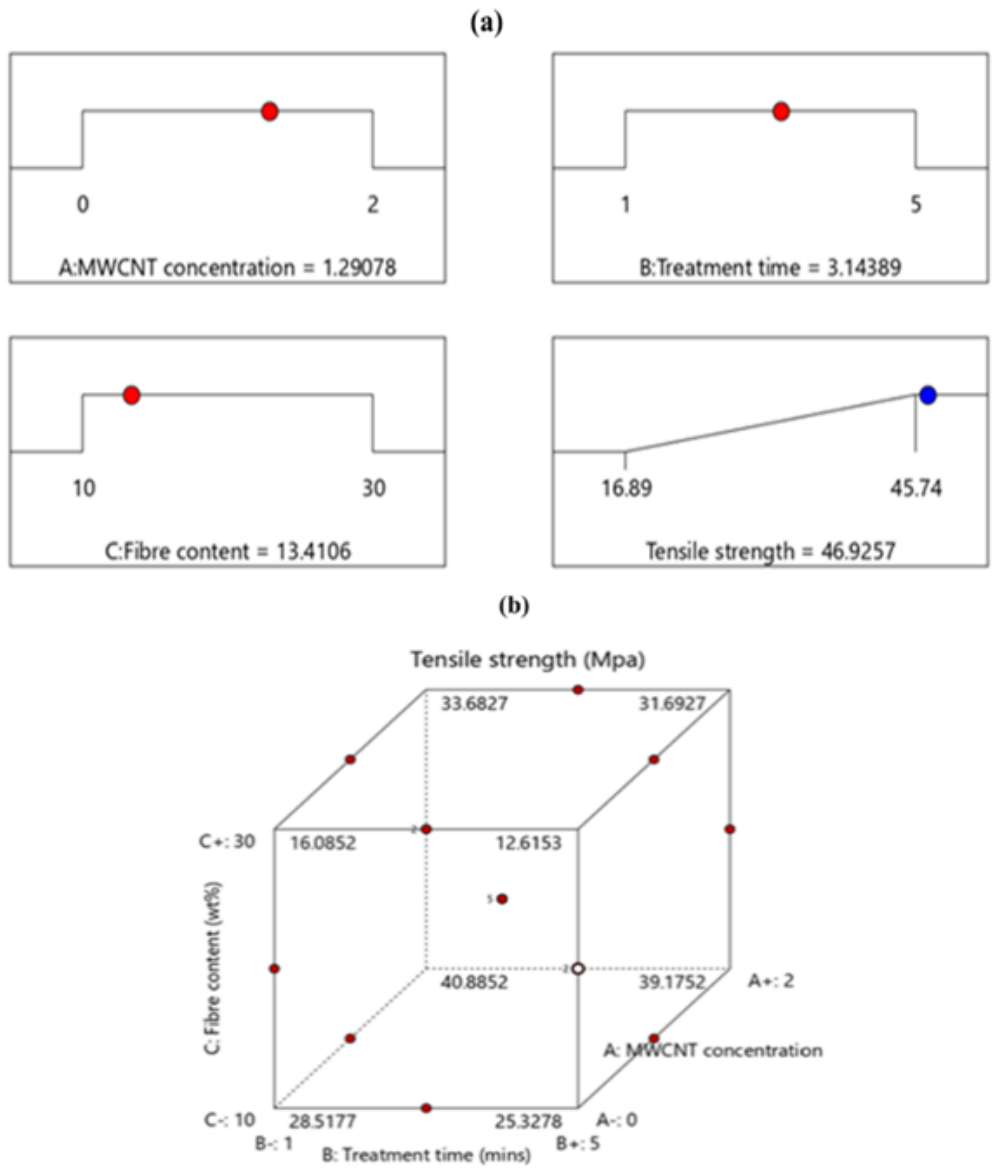 (a)
0 2
A:MWCNT concentration = 1.29078
1 5
B:Treatment time = 3.14389
10 30
C:Fibre content = 13.4106
16.89 45.74
Tensile strength = 46.9257
(b)
Tensile strength (Mpa)
33.6827 31.6927
2
C+: 30 16.0852 12.6153
5
C: Fibre content (wt%)
2
40.8852 39.1752 A+: 2
A: MWCNT concentration
C-: 10 28.5177 25.3278 A-: 0
B-: 1 B+: 5
B: Treatment time (mins)